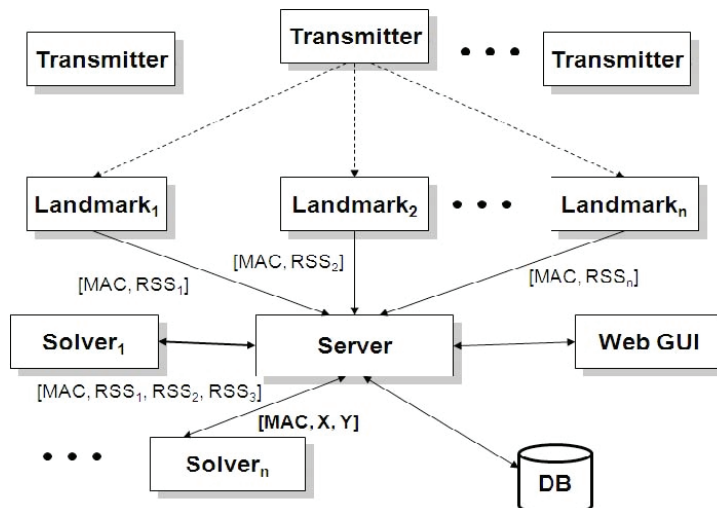 Transmitter
Transmitter
Transmitter
Landmark₁
Landmark₂
Landmarkₙ
[MAC, RSS₁]
[MAC, RSS₂]
[MAC, RSSₙ]
Solver₁
Server
Web GUI
[MAC, RSS₁, RSS₂, RSS₃]
[MAC, X, Y]
Solverₙ
DB